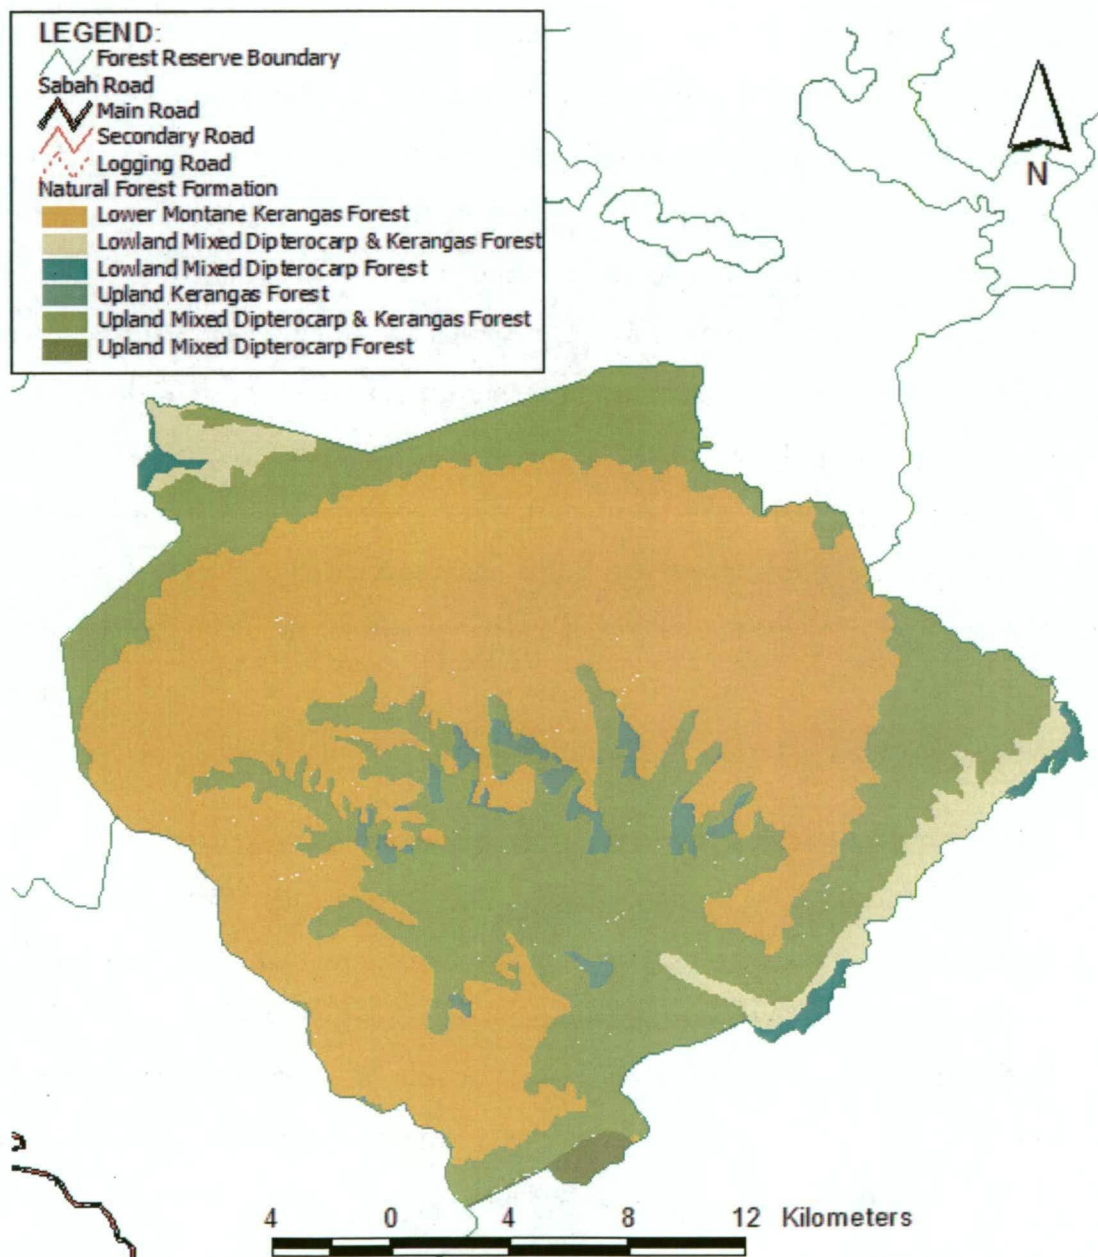 LEGEND:
Forest Reserve Boundary
Sabah Road
Main Road
Secondary Road
Logging Road
Natural Forest Formation
Lower Montane Kerangas Forest
Lowland Mixed Dipterocarp & Kerangas Forest
Lowland Mixed Dipterocarp Forest
Upland Kerangas Forest
Upland Mixed Dipterocarp & Kerangas Forest
Upland Mixed Dipterocarp Forest
N
4 0 4 8 12 Kilometers